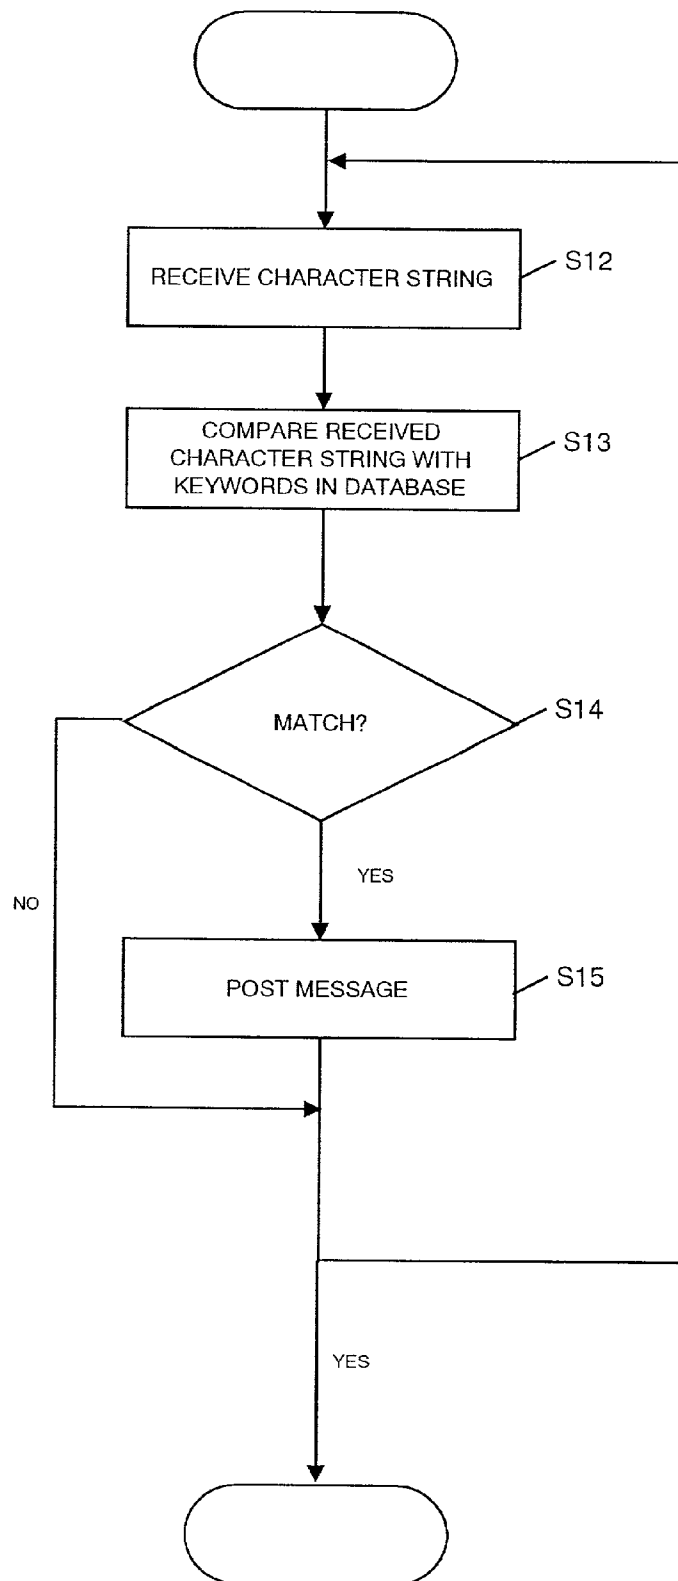 RECEIVE CHARACTER STRING
S12
COMPARE RECEIVED
CHARACTER STRING WITH
KEYWORDS IN DATABASE
S13
MATCH?
S14
YES
NO
POST MESSAGE
S15
YES